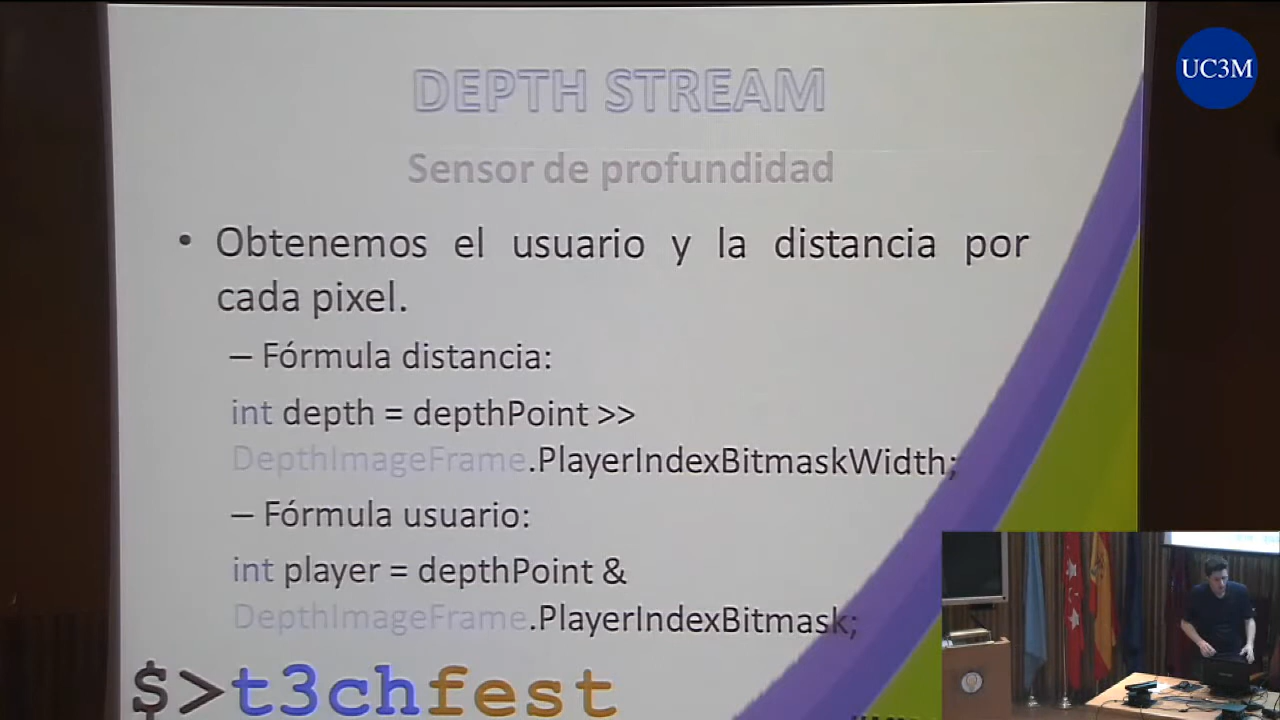 UC3M
DEPTH STREAM
Sensor de profundidad
• Obtenemos el usuario y la distancia por
cada pixel.
– Fórmula distancia:
int depth = depthPoint >>
DepthImageFrame.PlayerIndexBitmaskWidth;
– Fórmula usuario:
int player = depthPoint &
DepthImageFrame.PlayerIndexBitmask;
$>t3chfest